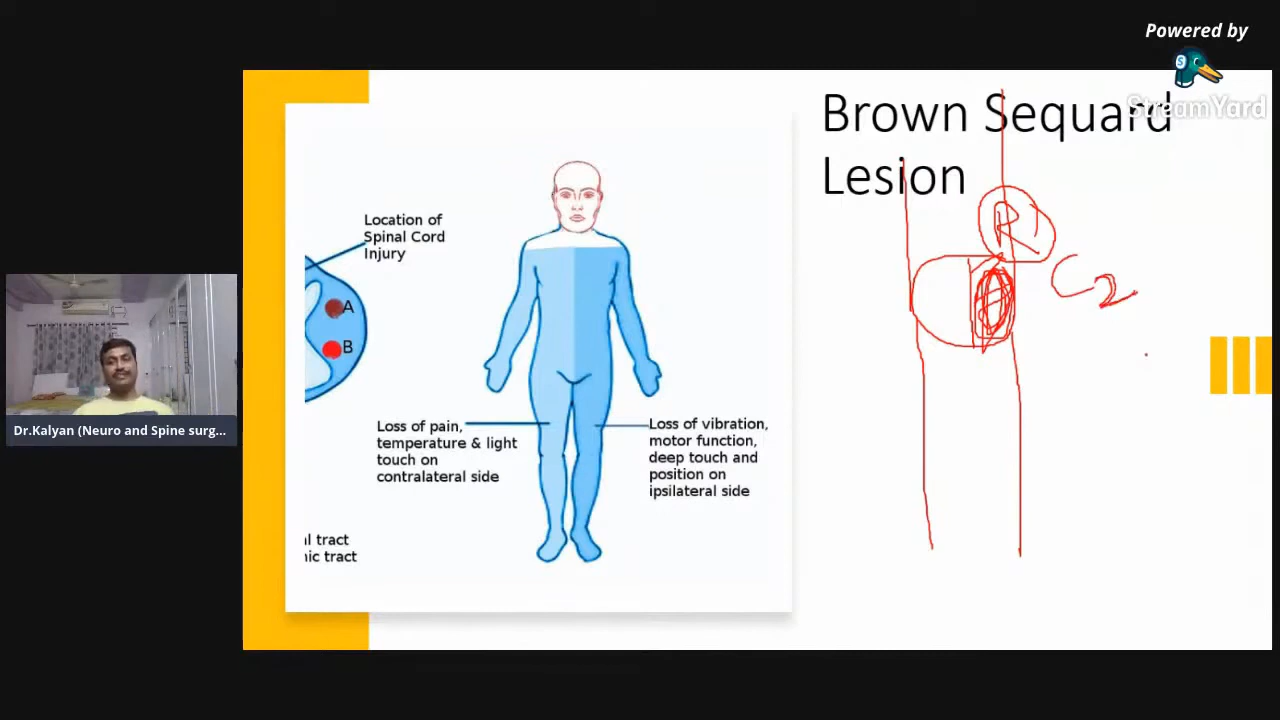 Powered by
S
StreamYard
Brown Sequard
Lesion
Location of
Spinal Cord
Injury
A
B
Loss of pain,
temperature & light
touch on
contralateral side
Loss of vibration,
motor function,
deep touch and
position on
ipsilateral side
l tract
nic tract
R
C2
Dr.Kalyan (Neuro and Spine surg...